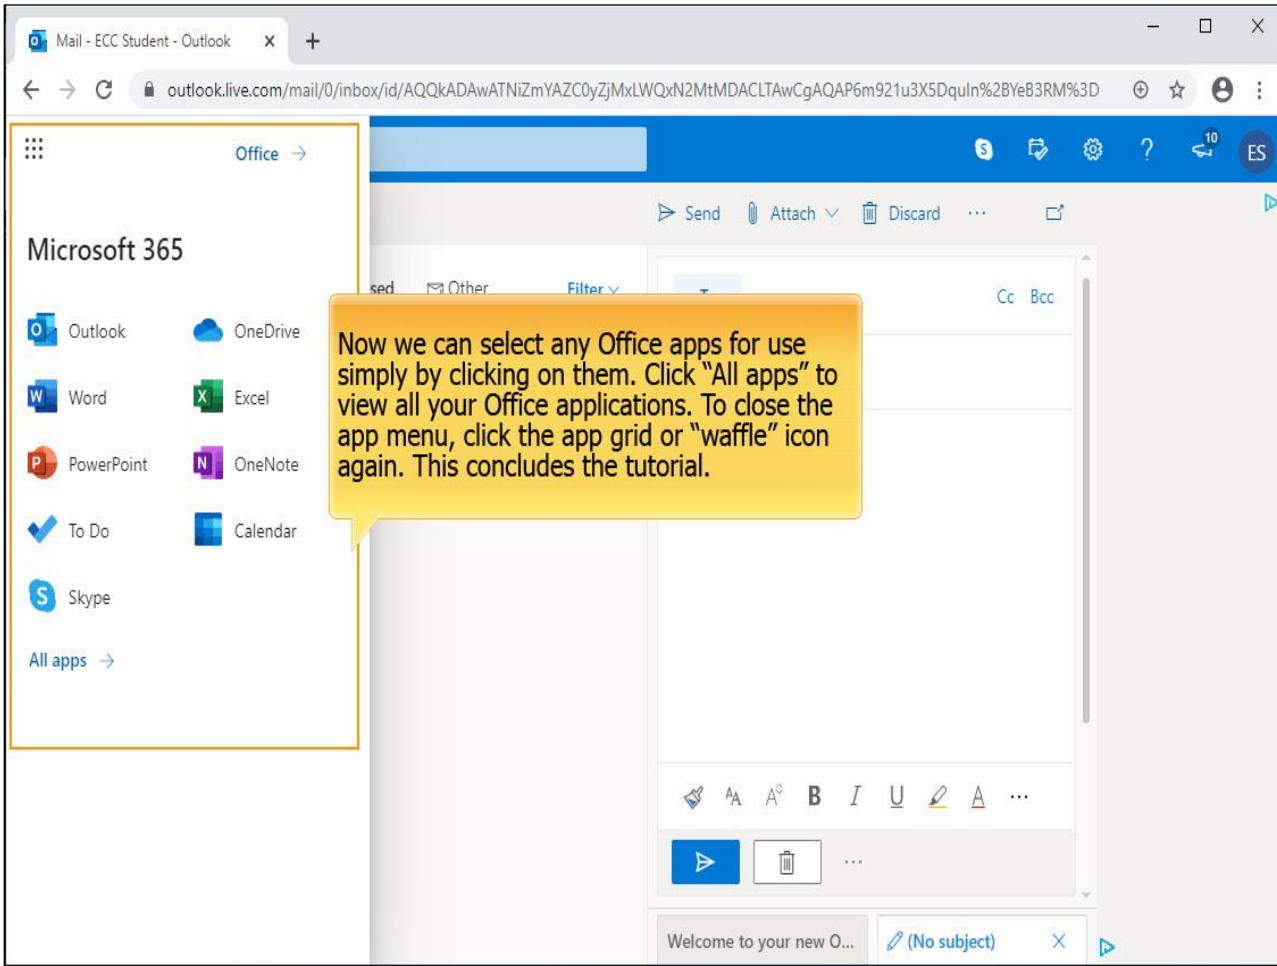 Mail - ECC Student - Outlook
outlook.live.com/mail/0/inbox/id/AQQkADAwATNiZmYAZC0yZjMxLWQxN2MtMDACLTAwCgAQAP6m921u3X5DquIn%2BYeB3RM%3D
Office
S
10
ES
Send
Attach
Discard
...
Microsoft 365
sed
Other
Filter
Cc
Bcc
Outlook
OneDrive
Word
Excel
PowerPoint
OneNote
To Do
Calendar
Skype
All apps
Now we can select any Office apps for use
simply by clicking on them. Click “All apps” to
view all your Office applications. To close the
app menu, click the app grid or “waffle” icon
again. This concludes the tutorial.
B
I
U
A
...
...
Welcome to your new O...
(No subject)